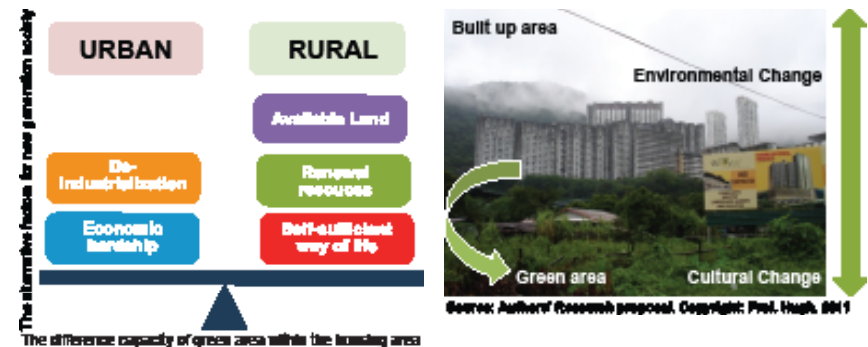 The alternative factors for new generation society
URBAN
RURAL
Available Land
De-
Industrialization
Renewal
resources
Economic
hardship
Self-sufficient
way of life
The difference capacity of green area within the housing area
Built up area
Environmental Change
Green area
Cultural Change
Source: Authors' Research proposal. Copyright: Prof. Hugh, 2011